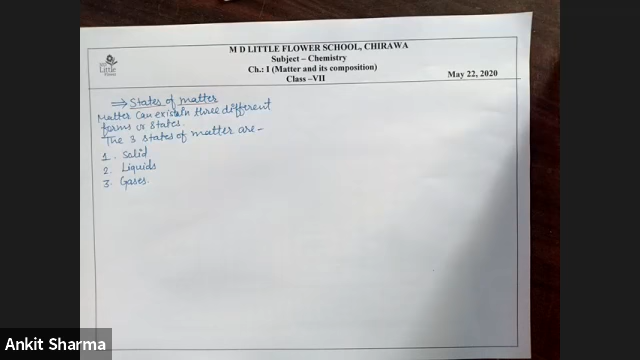 M D LITTLE FLOWER SCHOOL, CHIRAWA
Subject – Chemistry
Ch.: I (Matter and its composition)
Class –VII
May 22, 2020
Little
⇒ States of matter
Matter can exist in three different
forms or states.
The 3 states of matter are –
1. Solid
2. Liquids
3. Gases.
Ankit Sharma